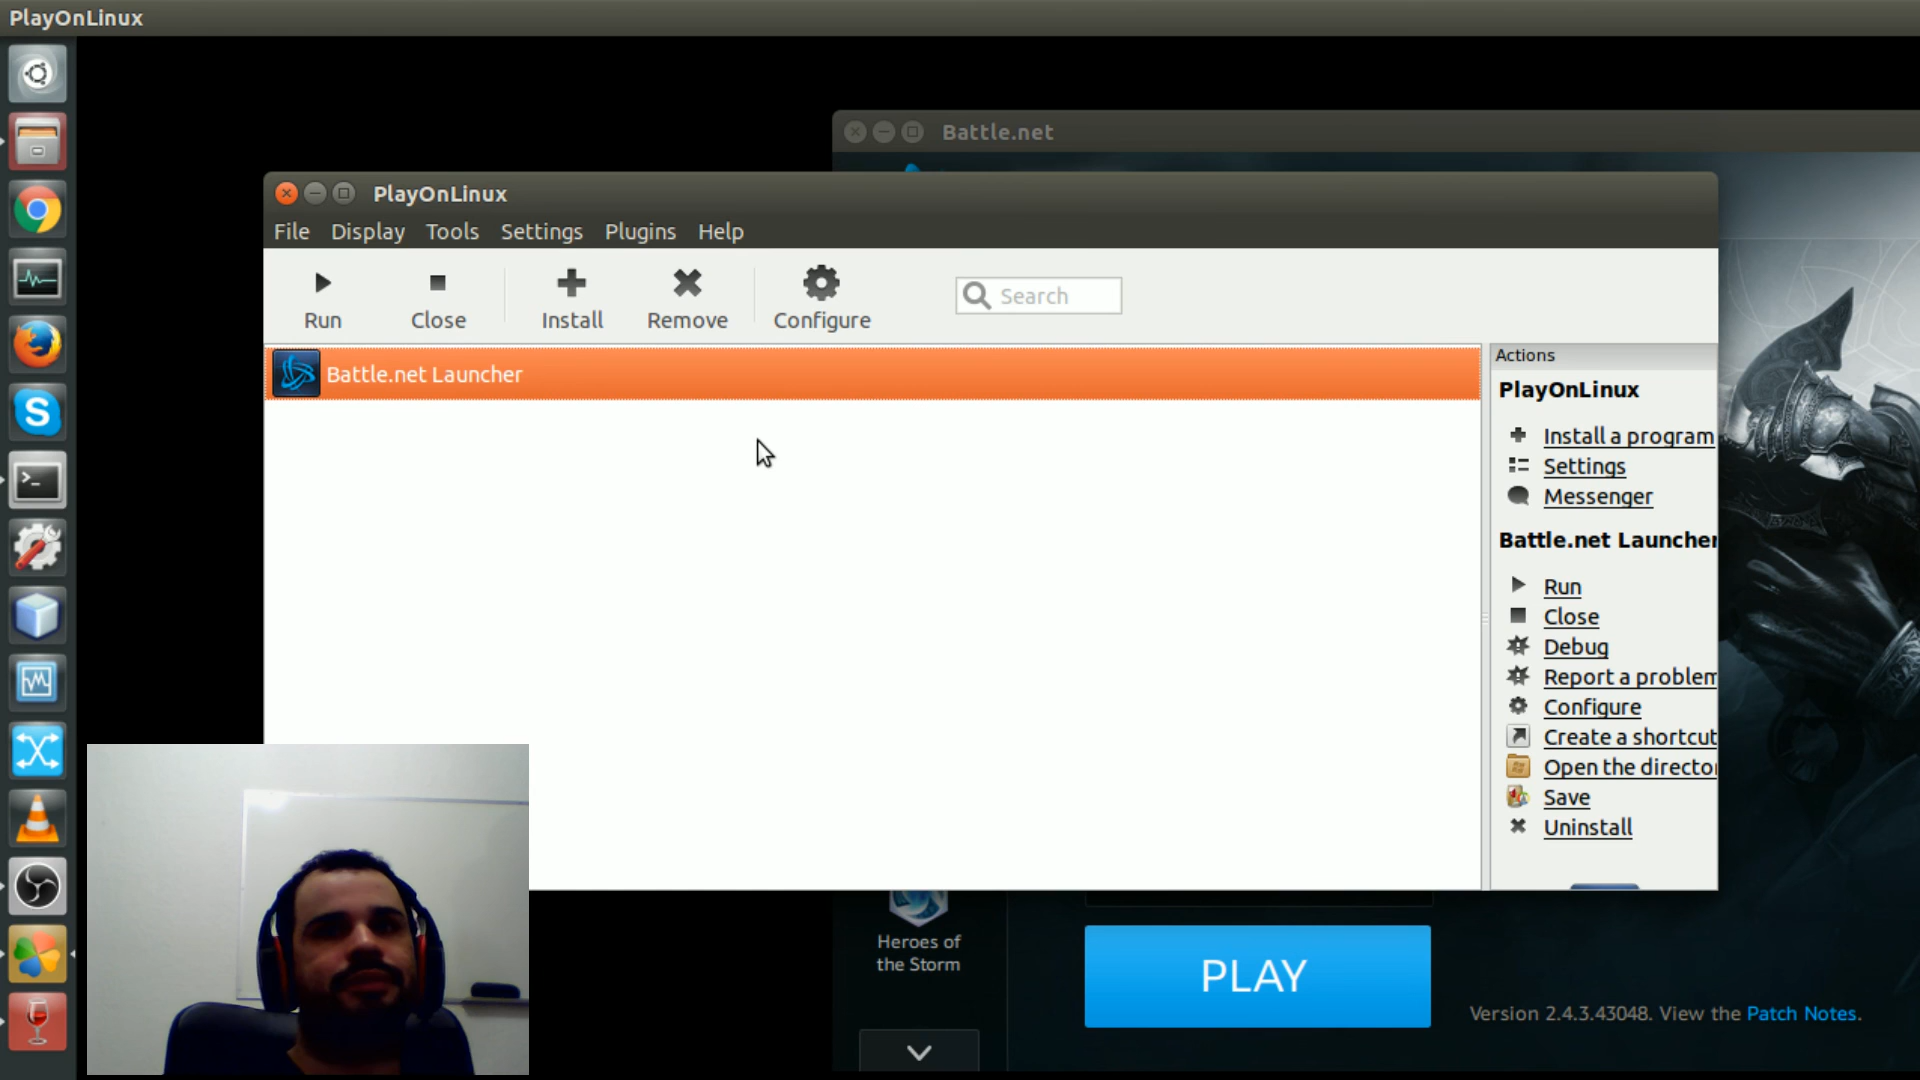 PlayOnLinux
Battle.net
PlayOnLinux
File Display Tools Settings Plugins Help
Run Close Install Remove Configure Search
Battle.net Launcher
Actions
PlayOnLinux
Install a program
Settings
Messenger
Battle.net Launcher
Run
Close
Debug
Report a problem
Configure
Create a shortcut
Open the director
Save
Uninstall
Heroes of
the Storm
PLAY
Version 2.4.3.43048. View the Patch Notes.